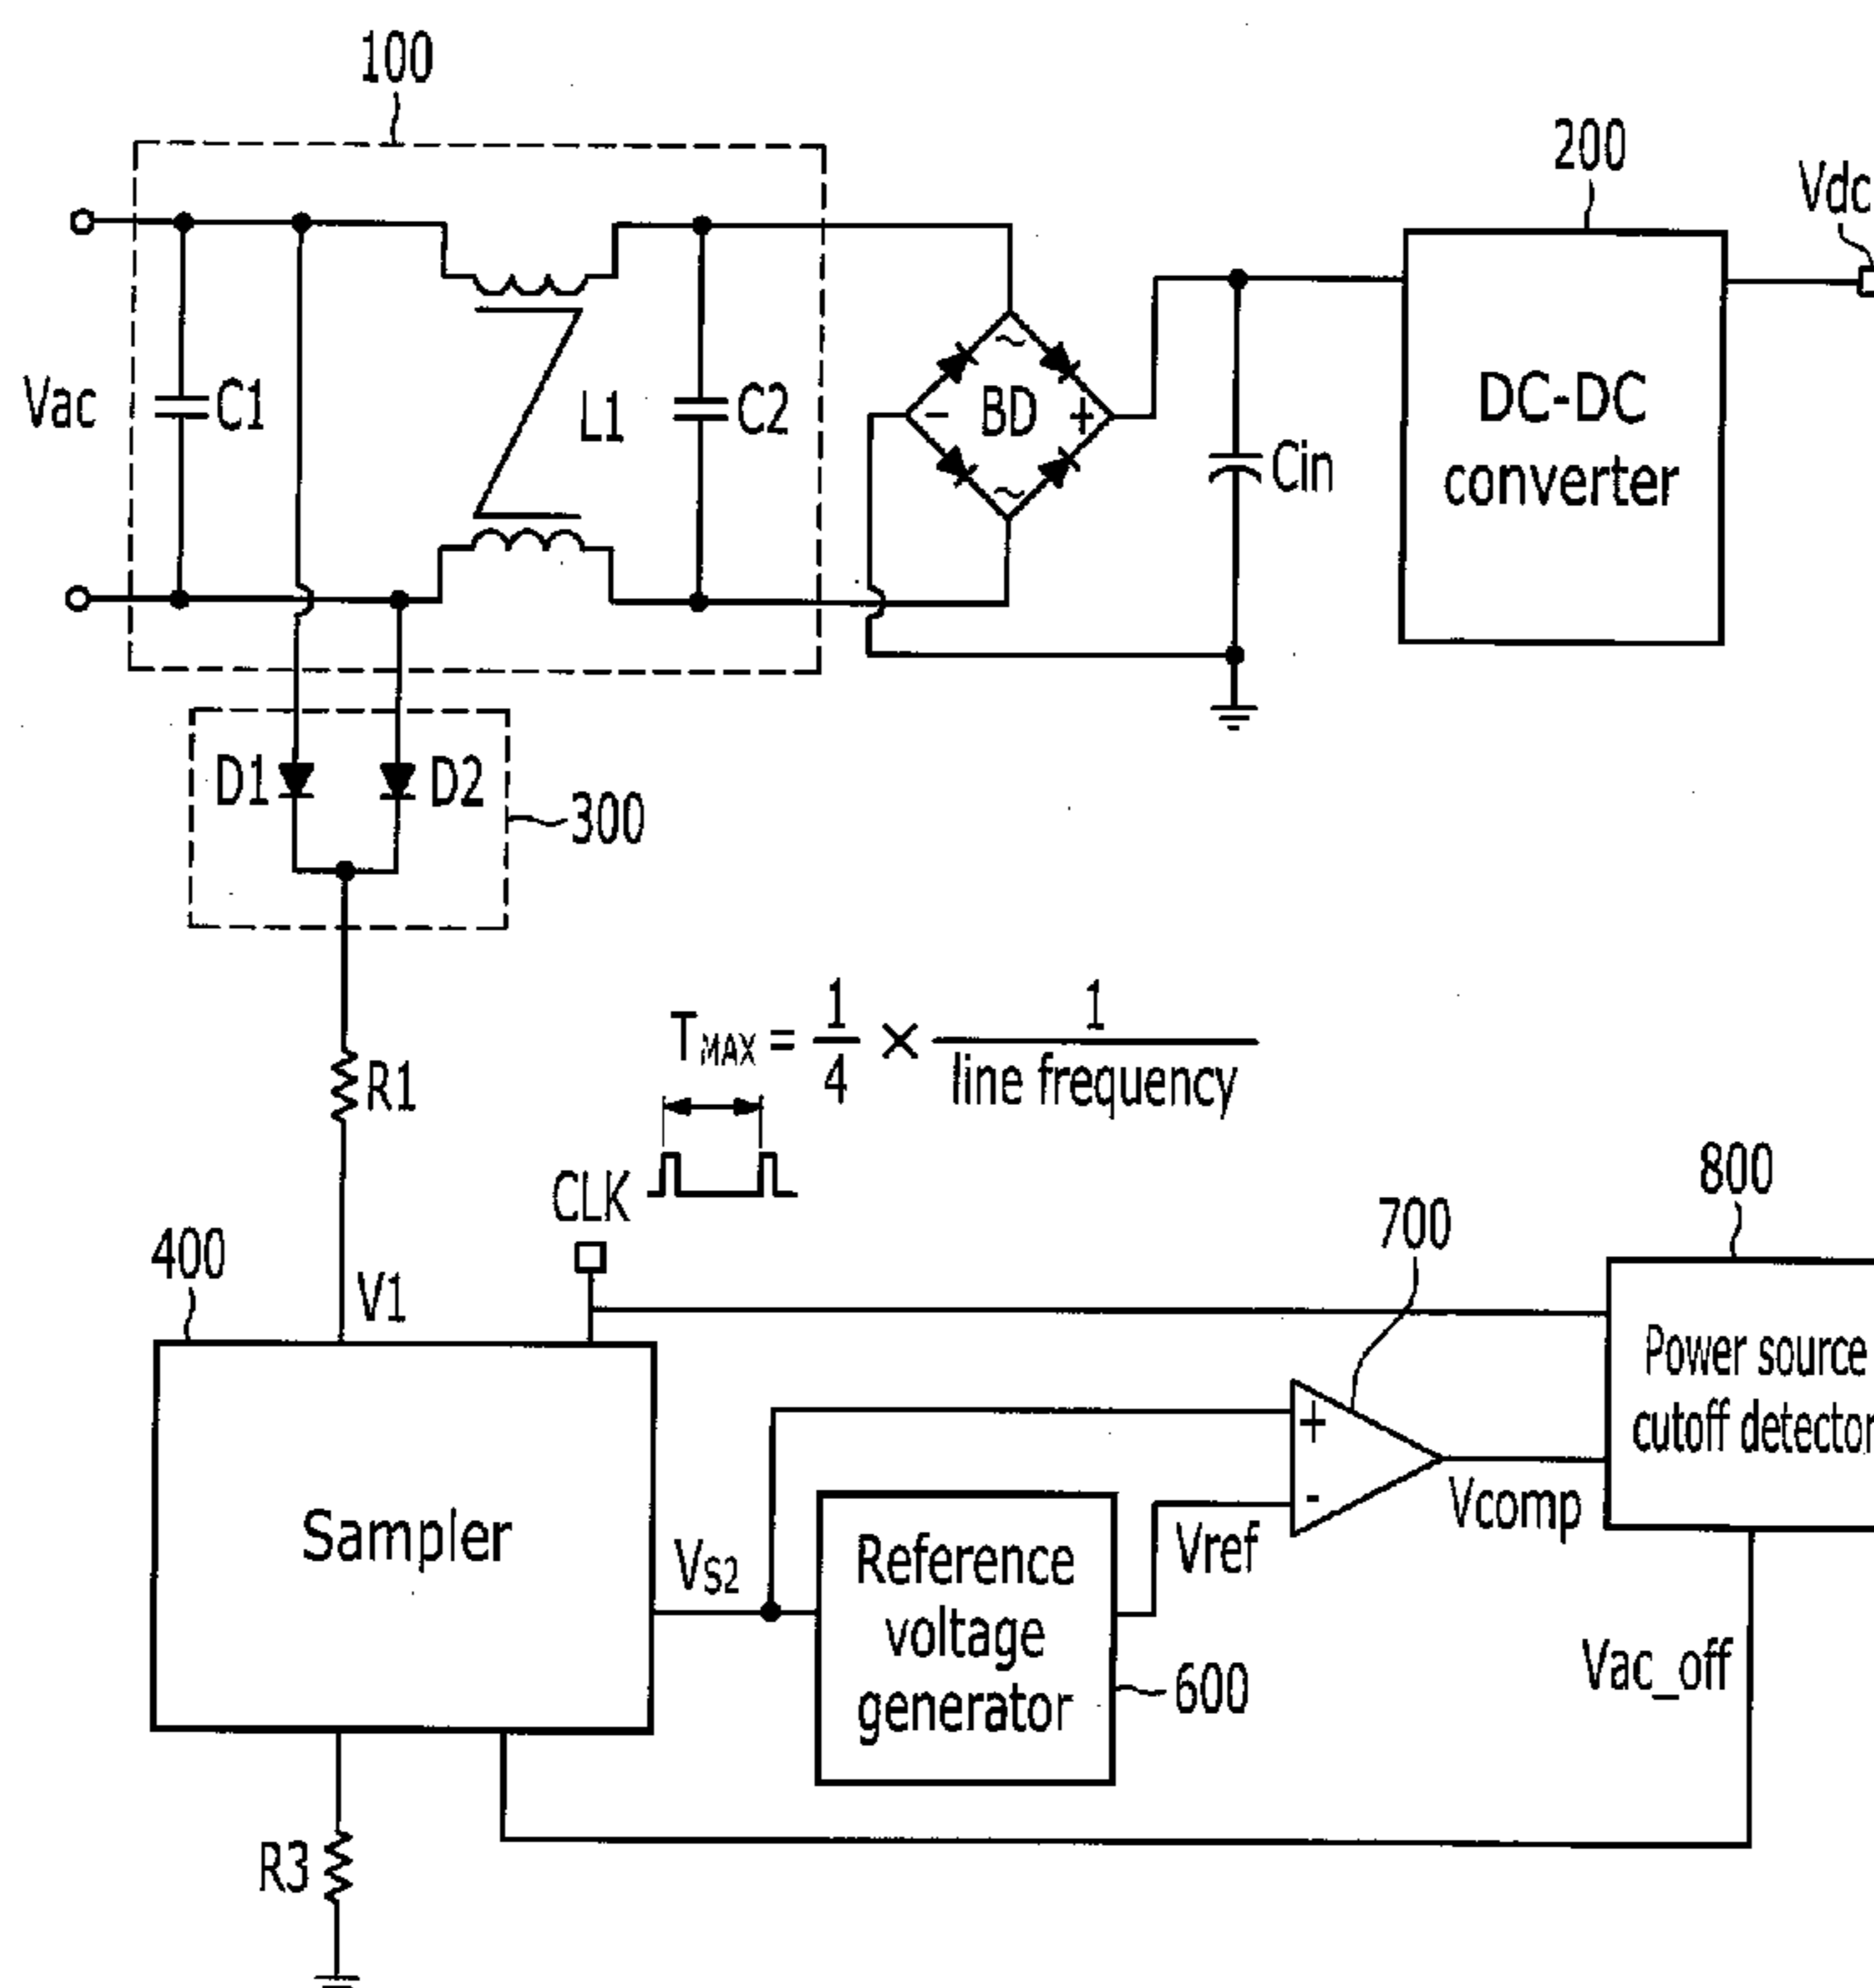 100
200
Vdc
Vac
C1
L1
C2
~
- BD +
~
Cin
DC-DC
converter
D1
D2
300
R1
TMAX = 1/4 × 1/line frequency
CLK
400
V1
700
800
Power source
cutoff detector
+
-
Vcomp
Sampler
VS2
Reference
voltage
generator
Vref
600
Vac_off
R3